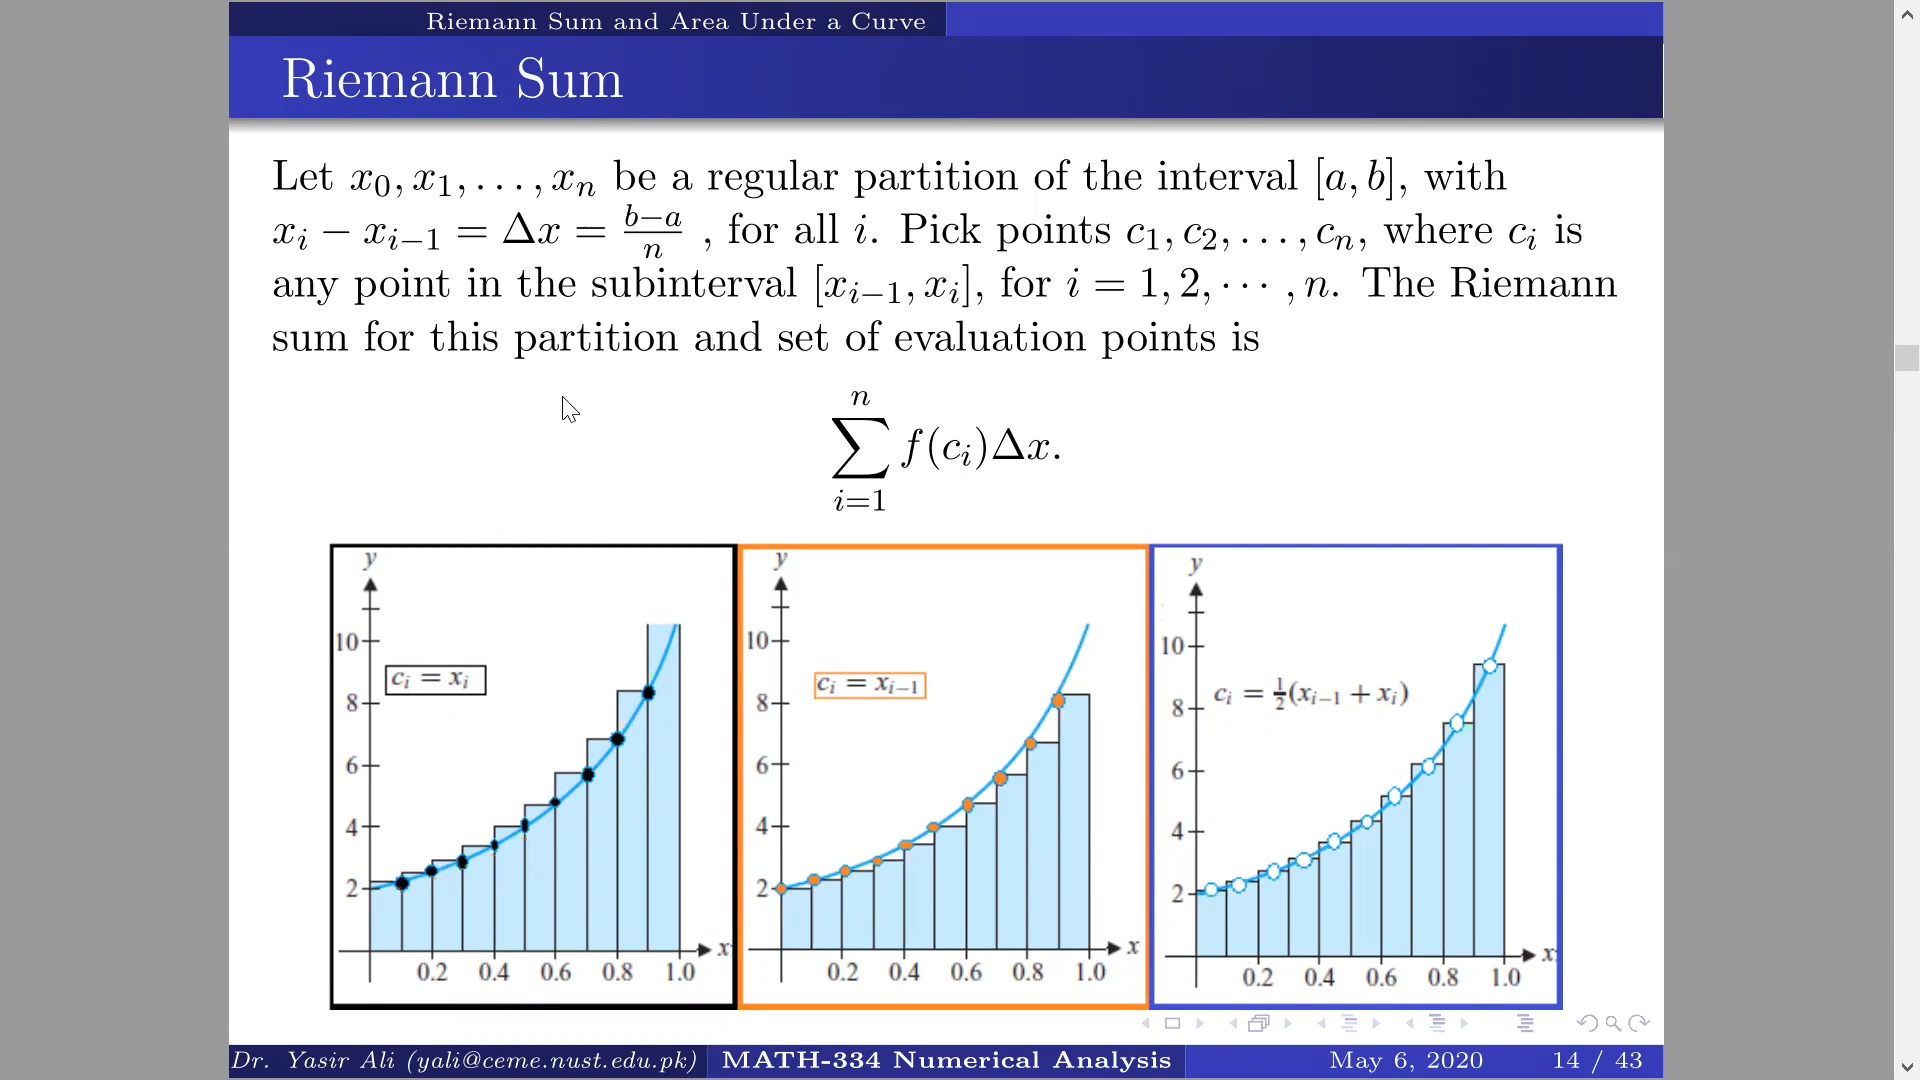 Riemann Sum and Area Under a Curve
Riemann Sum
Let x₀, x₁, . . . , xₙ be a regular partition of the interval [a, b], with
xᵢ − xᵢ₋₁ = Δx = (b−a)/n , for all i. Pick points c₁, c₂, . . . , cₙ, where cᵢ is
any point in the subinterval [xᵢ₋₁, xᵢ], for i = 1, 2, · · · , n. The Riemann
sum for this partition and set of evaluation points is
n
∑ f(cᵢ)Δx.
i=1
y
10
cᵢ = xᵢ
8
6
4
2
x
0.2 0.4 0.6 0.8 1.0
y
10
cᵢ = xᵢ₋₁
8
6
4
2
x
0.2 0.4 0.6 0.8 1.0
y
10
cᵢ = ½(xᵢ₋₁ + xᵢ)
8
6
4
2
x
0.2 0.4 0.6 0.8 1.0
Dr. Yasir Ali (yali@ceme.nust.edu.pk) MATH-334 Numerical Analysis May 6, 2020 14 / 43